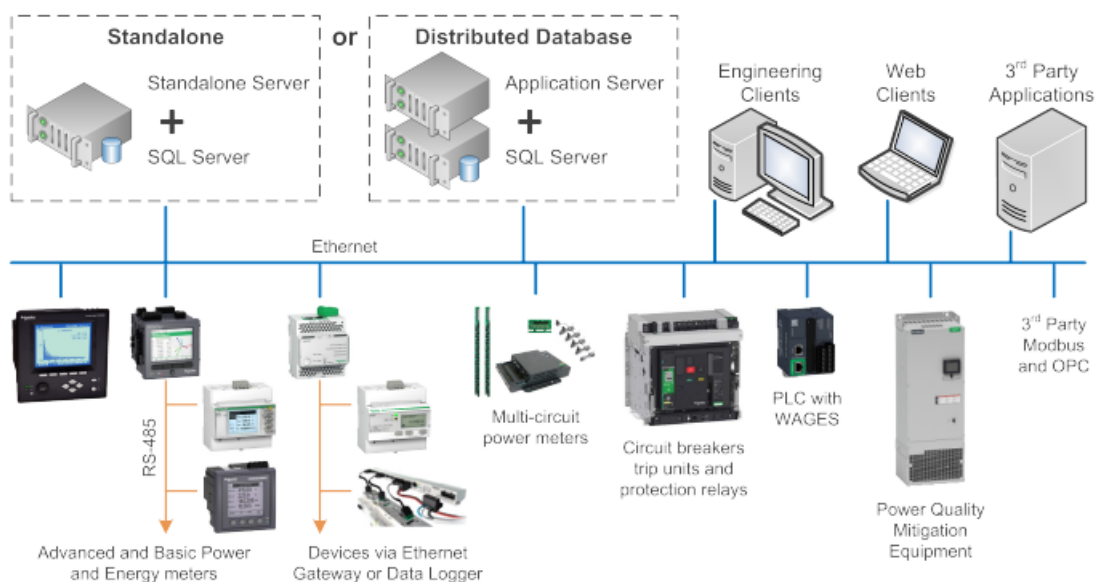 Standalone
or
Distributed Database
Standalone Server
+
SQL Server
Application Server
+
SQL Server
Engineering
Clients
Web
Clients
3rd Party
Applications
Ethernet
RS-485
Advanced and Basic Power
and Energy meters
Devices via Ethernet
Gateway or Data Logger
Multi-circuit
power meters
Circuit breakers
trip units and
protection relays
PLC with
WAGES
Power Quality
Mitigation
Equipment
3rd Party
Modbus
and OPC